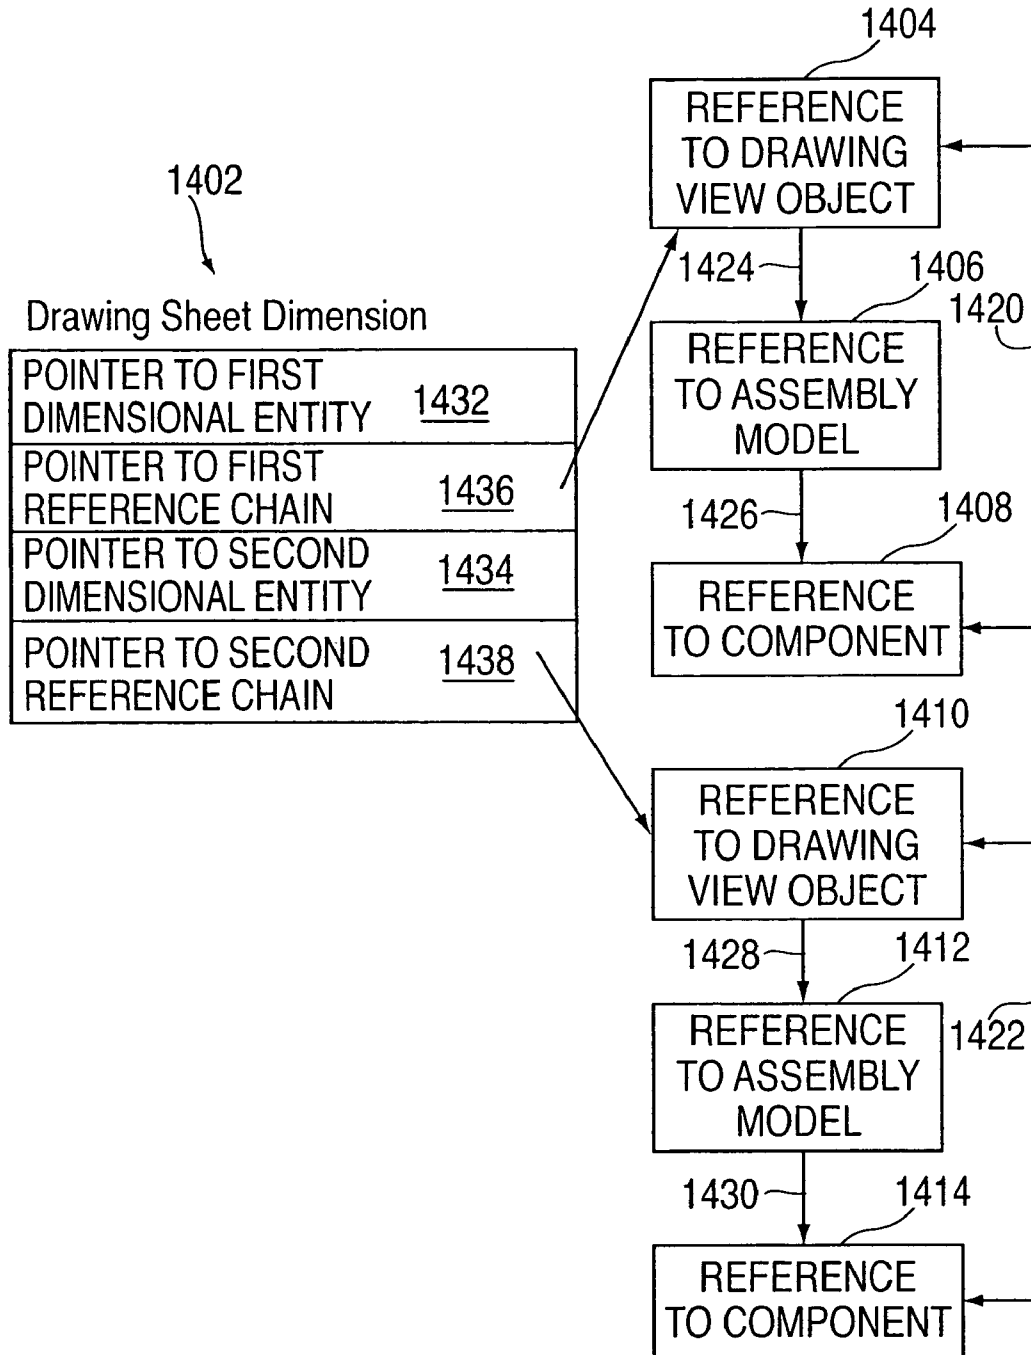 1402
Drawing Sheet Dimension
POINTER TO FIRST
DIMENSIONAL ENTITY 1432
POINTER TO FIRST
REFERENCE CHAIN 1436
POINTER TO SECOND
DIMENSIONAL ENTITY 1434
POINTER TO SECOND
REFERENCE CHAIN 1438
1404
REFERENCE
TO DRAWING
VIEW OBJECT
1424
1406
1420
REFERENCE
TO ASSEMBLY
MODEL
1426
1408
REFERENCE
TO COMPONENT
1410
REFERENCE
TO DRAWING
VIEW OBJECT
1428
1412
1422
REFERENCE
TO ASSEMBLY
MODEL
1430
1414
REFERENCE
TO COMPONENT